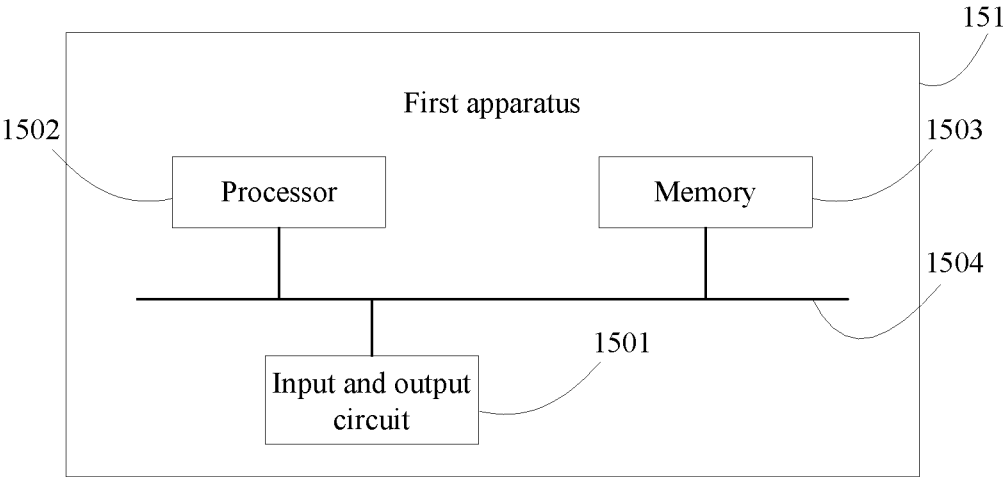 151
First apparatus
1502
1503
Processor
Memory
1504
1501
Input and output
circuit